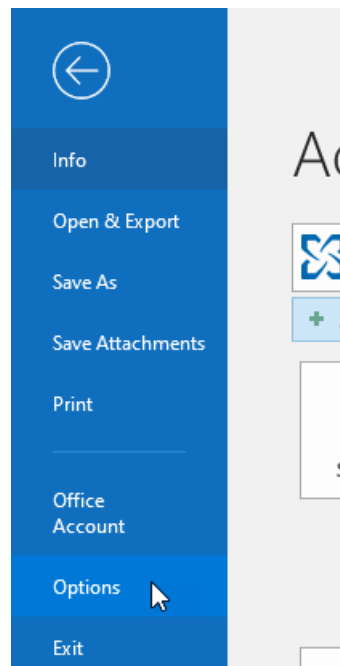 Info
Ac
Open & Export
Save As
Save Attachments
Print
Office
Account
Options
Exit